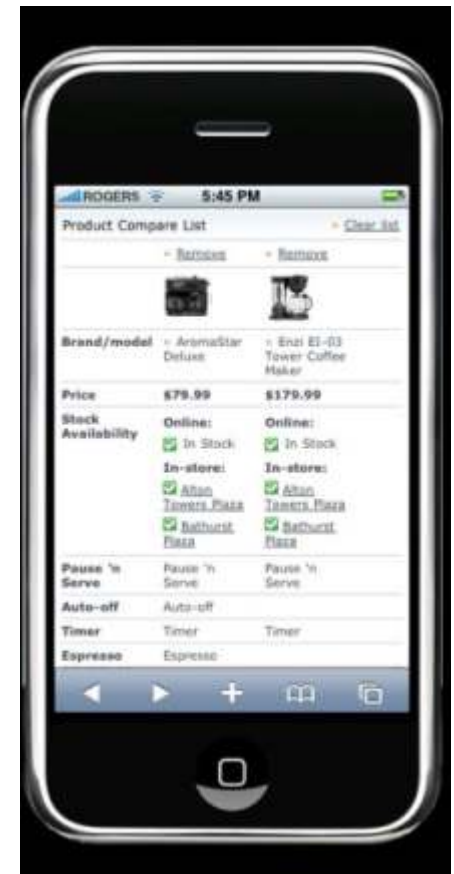 ROGERS 5:45 PM
Product Compare List Clear list
Remove Remove
Brand/model AromaStar Enzi EI-03
Deluxe Tower Coffee
Maker
Price $79.99 $179.99
Stock Online: Online:
Availability
In Stock In Stock
In-store: In-store:
Alton Alton
Towers Plaza Towers Plaza
Bathurst Bathurst
Plaza Plaza
Pause 'n Pause 'n Pause 'n
Serve Serve Serve
Auto-off Auto-off
Timer Timer Timer
Espresso Espresso